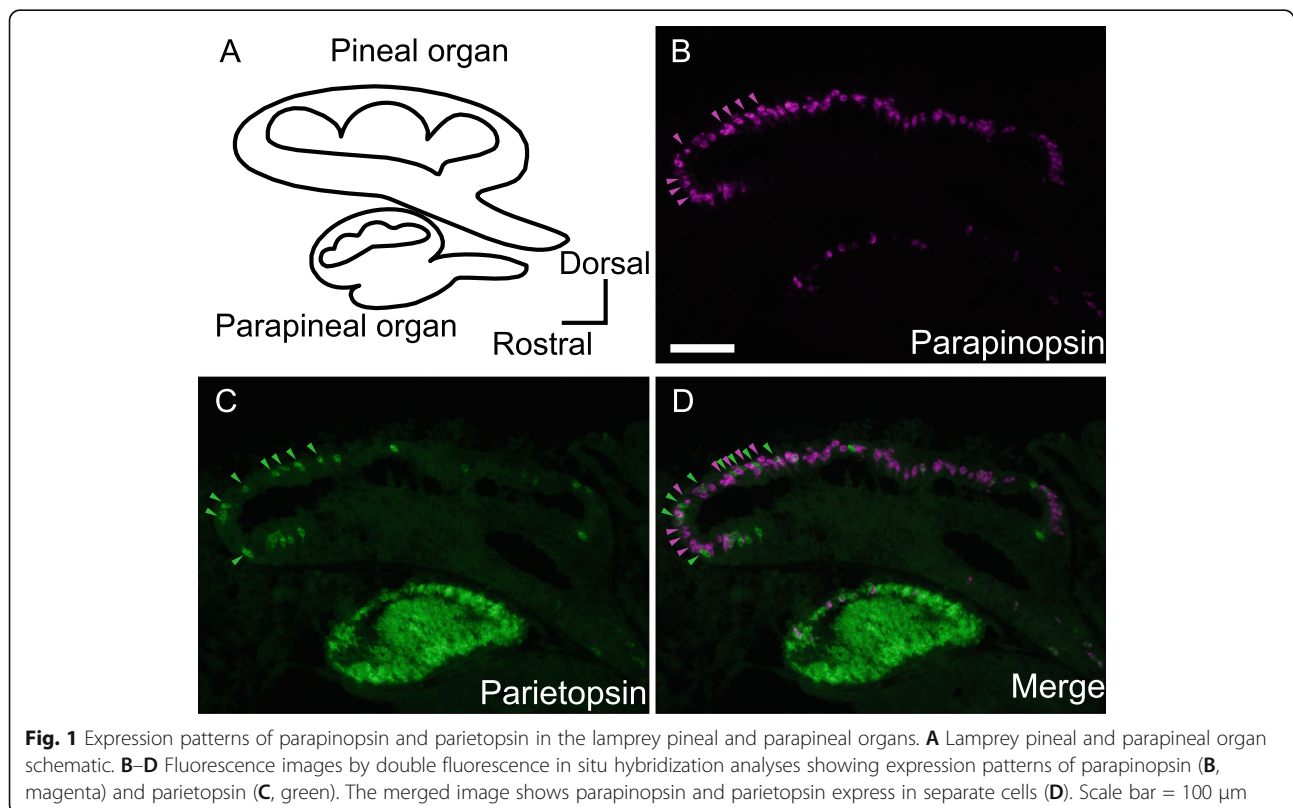 A
Pineal organ
Parapineal organ
Dorsal
Rostral
B
Parapinopsin
C
Parietopsin
D
Merge
Fig. 1 Expression patterns of parapinopsin and parietopsin in the lamprey pineal and parapineal organs. A Lamprey pineal and parapineal organ
schematic. B–D Fluorescence images by double fluorescence in situ hybridization analyses showing expression patterns of parapinopsin (B,
magenta) and parietopsin (C, green). The merged image shows parapinopsin and parietopsin express in separate cells (D). Scale bar = 100 μm